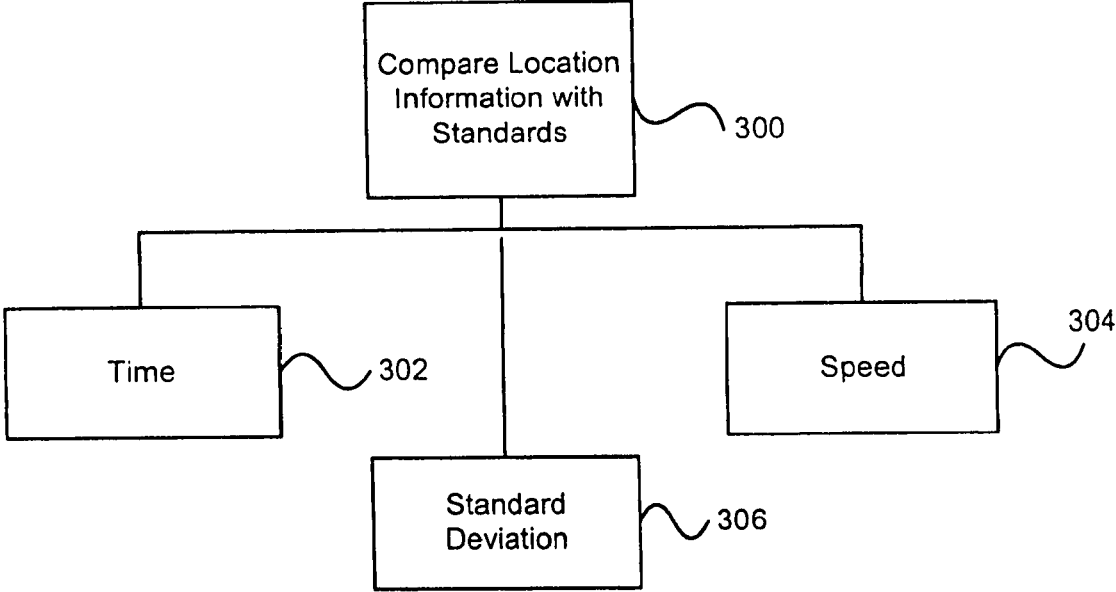 Compare Location
Information with
Standards
300
Time
302
Speed
304
Standard
Deviation
306